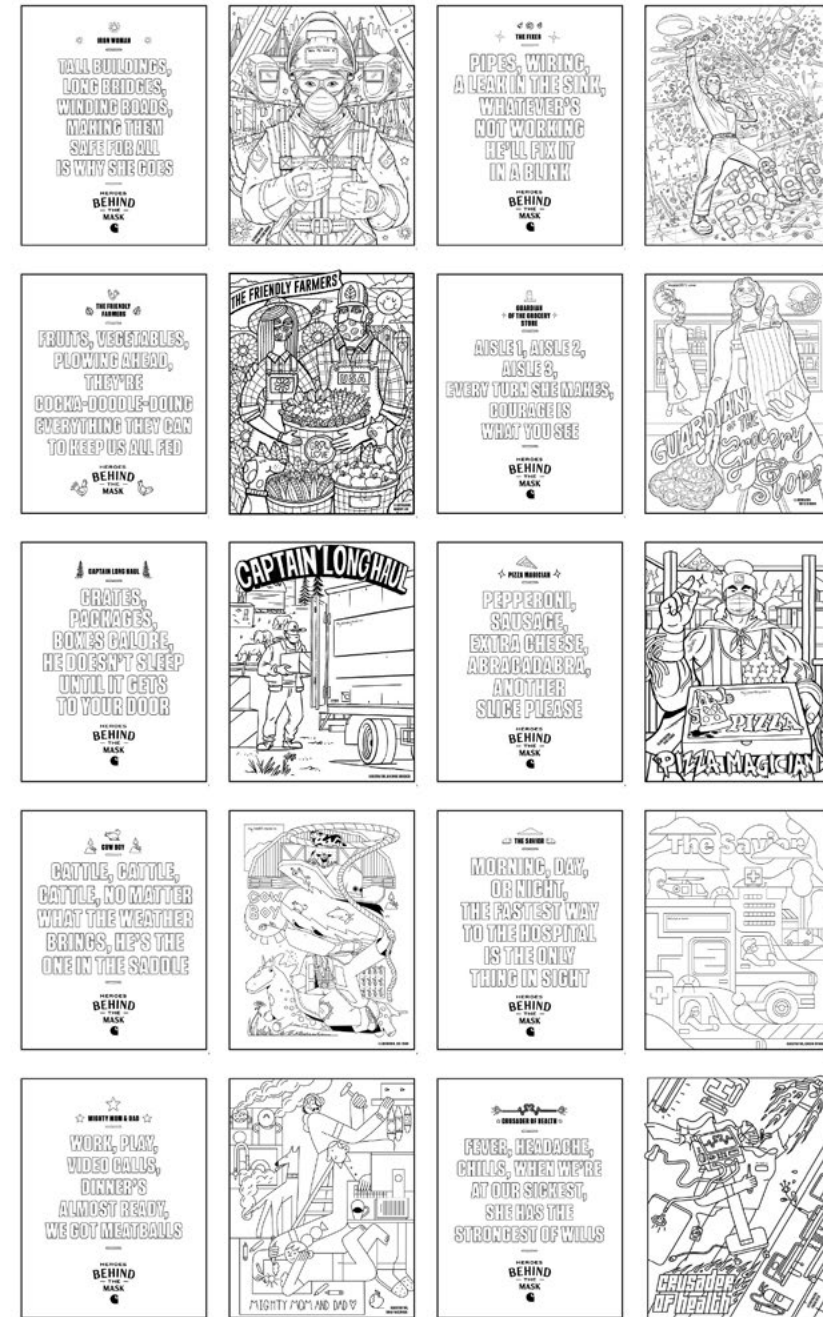 IRON WOMAN
TALL BUILDINGS,
LONG BRIDGES,
WINDING ROADS,
MAKING THEM
SAFE FOR ALL
IS WHY SHE GOES
HEROES
BEHIND
THE
MASK
THE FIXER
PIPES, WIRING,
A LEAK IN THE SINK,
WHATEVER'S
NOT WORKING
HE'LL FIX IT
IN A BLINK
HEROES
BEHIND
THE
MASK
The
Fixer
THE FRIENDLY
FARMERS
FRUITS, VEGETABLES,
PLOWING AHEAD,
THEY'RE
COCKA-DOODLE-DOING
EVERYTHING THEY CAN
TO KEEP US ALL FED
HEROES
BEHIND
THE
MASK
THE FRIENDLY FARMERS
USA
GUARDIAN
OF THE GROCERY
STORE
AISLE 1, AISLE 2,
AISLE 3,
EVERY TURN SHE MAKES,
COURAGE IS
WHAT YOU SEE
HEROES
BEHIND
THE
MASK
GUARDIAN
OF THE
Grocery
Store
CAPTAIN LONG HAUL
CRATES,
PACKAGES,
BOXES GALORE,
HE DOESN'T SLEEP
UNTIL IT GETS
TO YOUR DOOR
HEROES
BEHIND
THE
MASK
CAPTAIN LONG HAUL
PIZZA MAGICIAN
PEPPERONI,
SAUSAGE,
EXTRA CHEESE,
ABRACADABRA,
ANOTHER
SLICE PLEASE
HEROES
BEHIND
THE
MASK
PIZZA
PIZZA MAGICIAN
COW BOY
CATTLE, CATTLE,
CATTLE, NO MATTER
WHAT THE WEATHER
BRINGS, HE'S THE
ONE IN THE SADDLE
HEROES
BEHIND
THE
MASK
COW
BOY
THE SAVIOR
MORNING, DAY,
OR NIGHT,
THE FASTEST WAY
TO THE HOSPITAL
IS THE ONLY
THING IN SIGHT
HEROES
BEHIND
THE
MASK
The Savior
MIGHTY MOM & DAD
WORK, PLAY,
VIDEO CALLS,
DINNER'S
ALMOST READY,
WE GOT MEATBALLS
HEROES
BEHIND
THE
MASK
MIGHTY MOM AND DAD
CRUSADER OF HEALTH
FEVER, HEADACHE,
CHILLS, WHEN WE'RE
AT OUR SICKEST,
SHE HAS THE
STRONGEST OF WILLS
HEROES
BEHIND
THE
MASK
CRUSADER
OF HEALTH